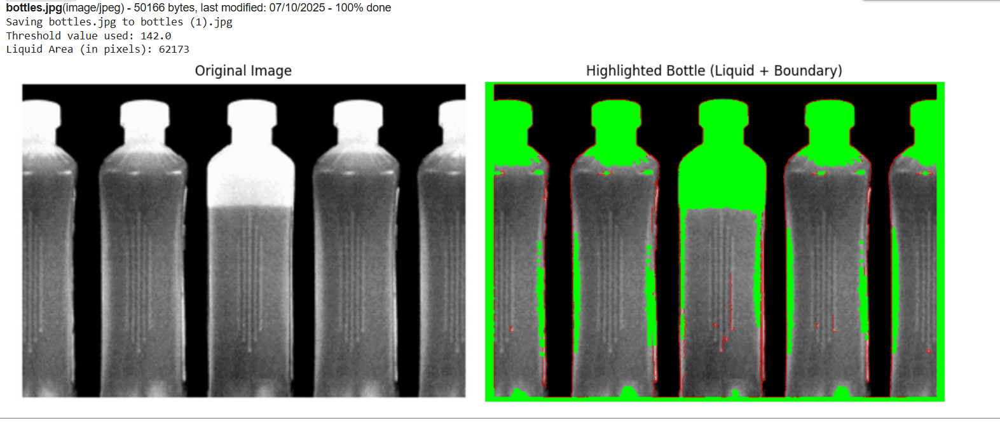 bottles.jpg(image/jpeg) - 50166 bytes, last modified: 07/10/2025 - 100% done
Saving bottles.jpg to bottles (1).jpg
Threshold value used: 142.0
Liquid Area (in pixels): 62173
Original Image
Highlighted Bottle (Liquid + Boundary)